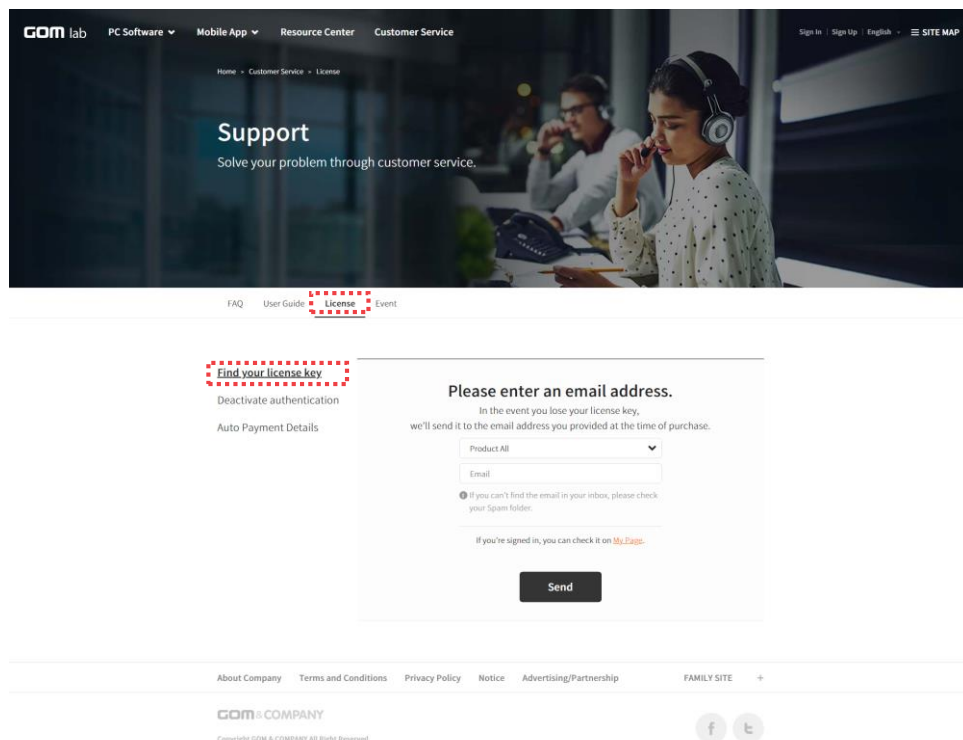 GOM lab PC Software Mobile App Resource Center Customer Service Sign In | Sign Up | English SITE MAP
Home > Customer Service > License
Support
Solve your problem through customer service.
FAQ User Guide License Event
Find your license key
Deactivate authentication
Auto Payment Details
Please enter an email address.
In the event you lose your license key,
we'll send it to the email address you provided at the time of purchase.
Product All
Email
If you can't find the email in your inbox, please check
your Spam folder.
If you're signed in, you can check it on My Page.
Send
About Company Terms and Conditions Privacy Policy Notice Advertising/Partnership FAMILY SITE +
GOM & COMPANY
Copyright GOM & COMPANY All Right Reserved